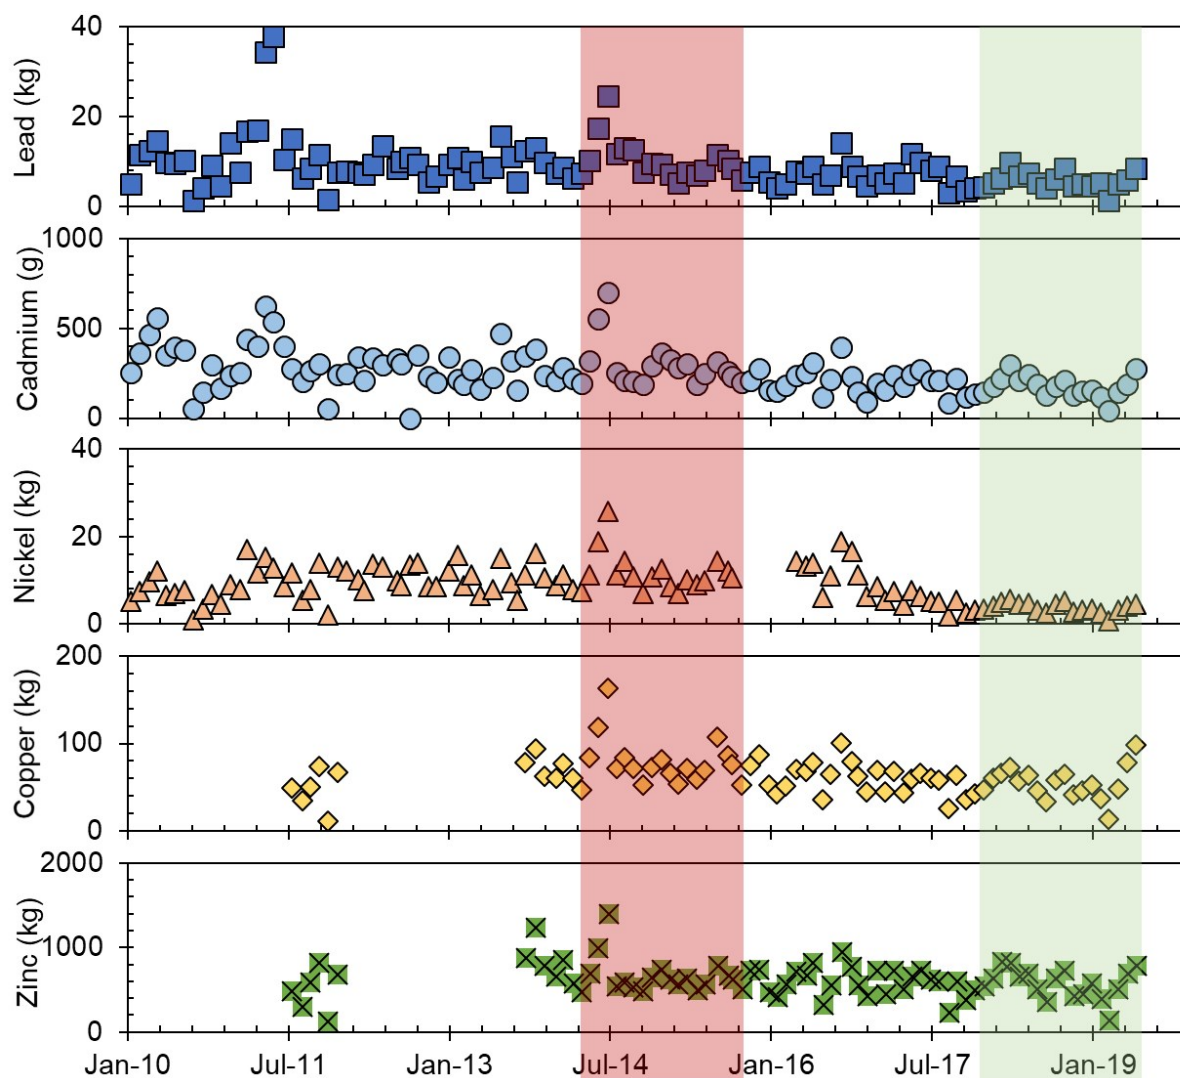 40
20
0
Lead (kg)
1000
500
0
Cadmium (g)
40
20
0
Nickel (kg)
200
100
0
Copper (kg)
2000
1000
0
Zinc (kg)
Jan-10 Jul-11 Jan-13 Jul-14 Jan-16 Jul-17 Jan-19